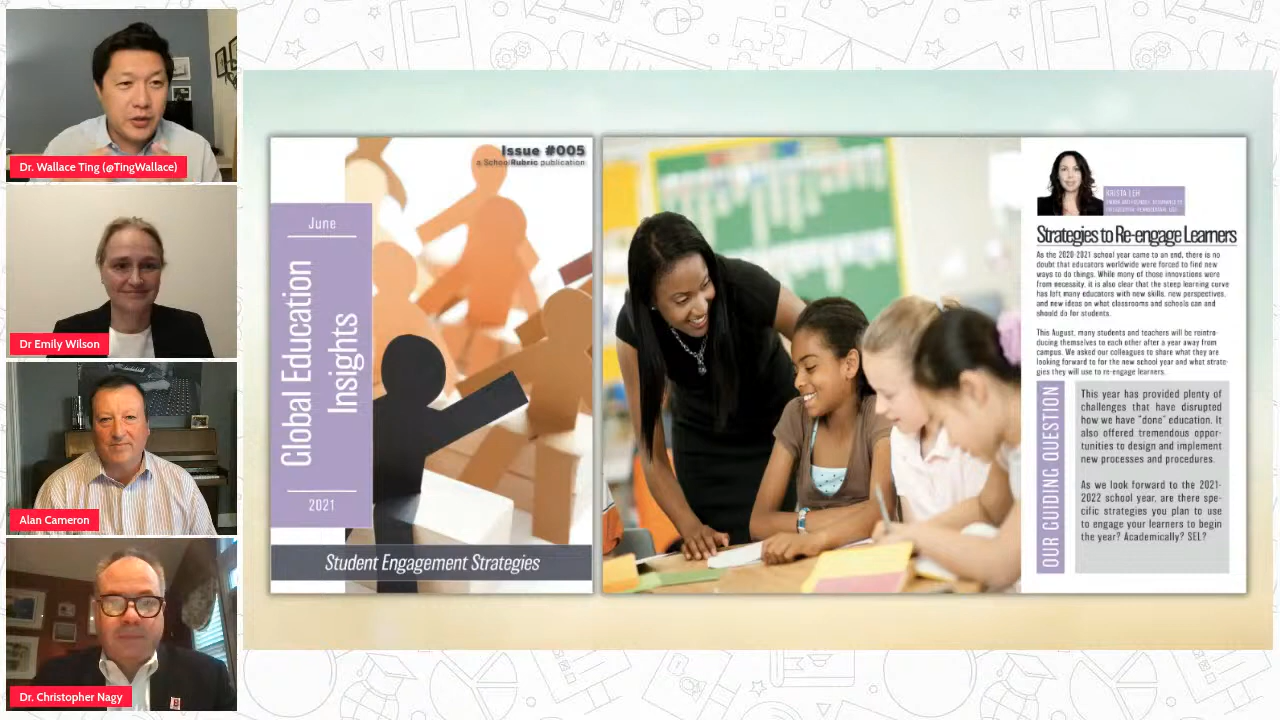 Dr. Wallace Ting (@TingWallace)
Dr Emily Wilson
Alan Cameron
Dr. Christopher Nagy
Issue #005
a SchoolRubric publication
June
Global Education
Insights
2021
Student Engagement Strategies
KRISTA LEH
Strategies to Re-engage Learners
As the 2020-2021 school year came to an end, there is no
doubt that educators worldwide were forced to find new
ways to do things. While many of those innovations were
from necessity, it is also clear that the steep learning curve
has left many educators with new skills, new perspectives,
and new ideas on what classrooms and schools can and
should do for students.
This August, many students and teachers will be reintro-
ducing themselves to each other after a year away from
campus. We asked our colleagues to share what they are
looking forward to for the new school year and what strate-
gies they will use to re-engage learners.
OUR GUIDING QUESTION
This year has provided plenty of
challenges that have disrupted
how we have "done" education. It
also offered tremendous oppor-
tunities to design and implement
new processes and procedures.
As we look forward to the 2021-
2022 school year, are there spe-
cific strategies you plan to use
to engage your learners to begin
the year? Academically? SEL?